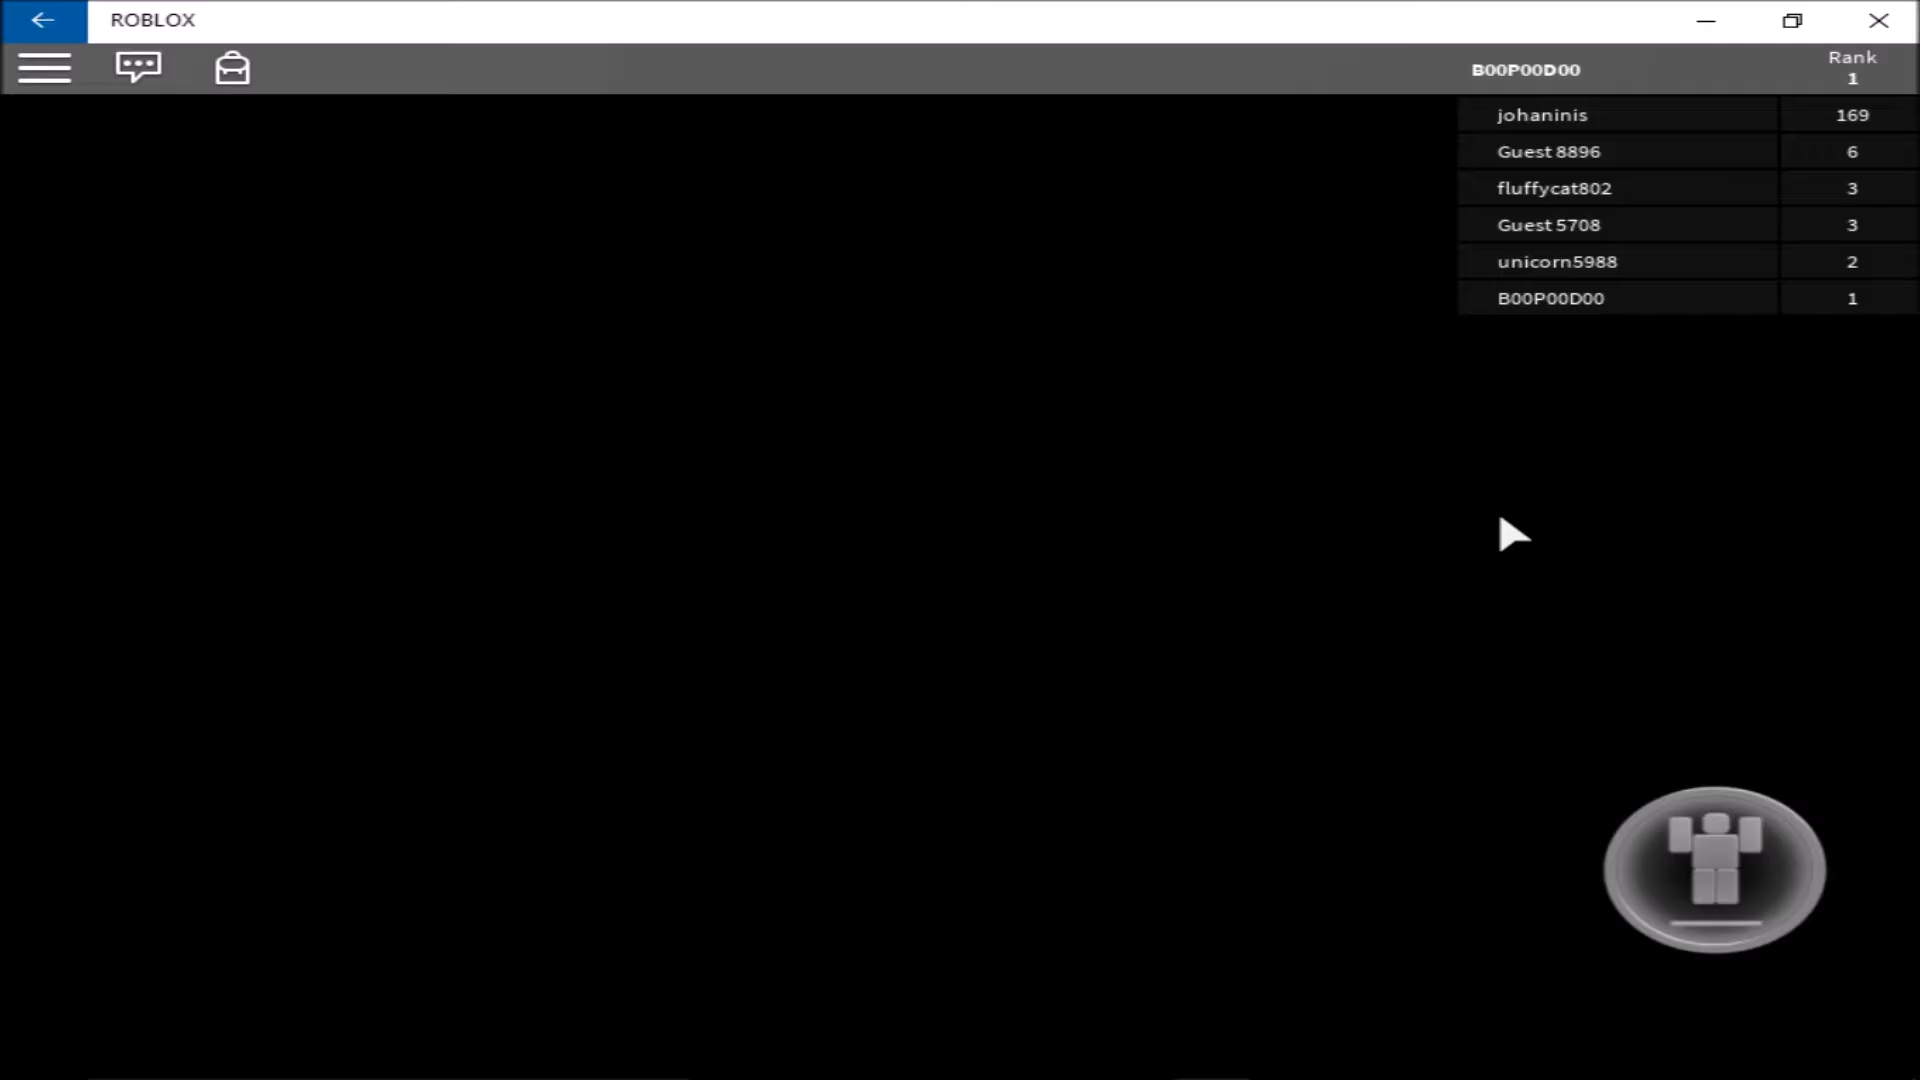 ROBLOX
B00P00D00 Rank 1
johaninis 169
Guest 8896 6
fluffycat802 3
Guest 5708 3
unicorn5988 2
B00P00D00 1